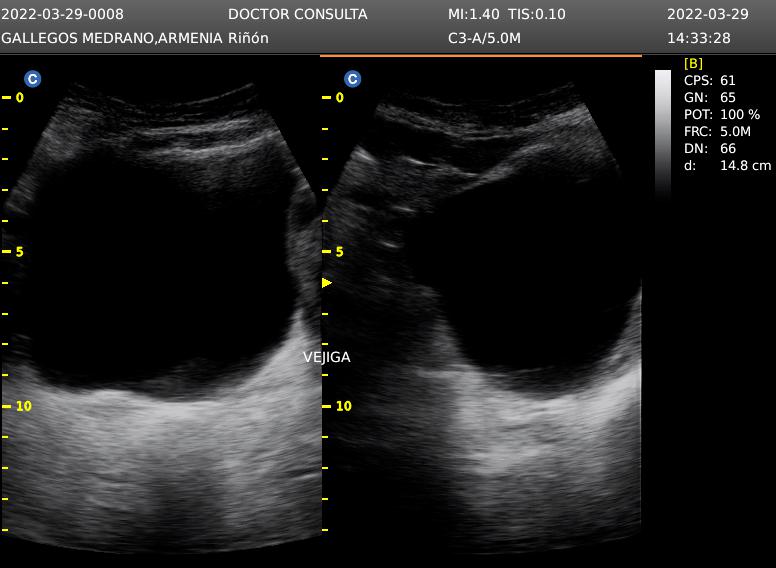 2022-03-29-0008 DOCTOR CONSULTA MI:1.40 TIS:0.10 2022-03-29
GALLEGOS MEDRANO,ARMENIA Riñón C3-A/5.0M 14:33:28
C C
[B]
0 0
CPS: 61
GN: 65
POT: 100 %
FRC: 5.0M
DN: 66
d: 14.8 cm
5 5
VEJIGA
10 10